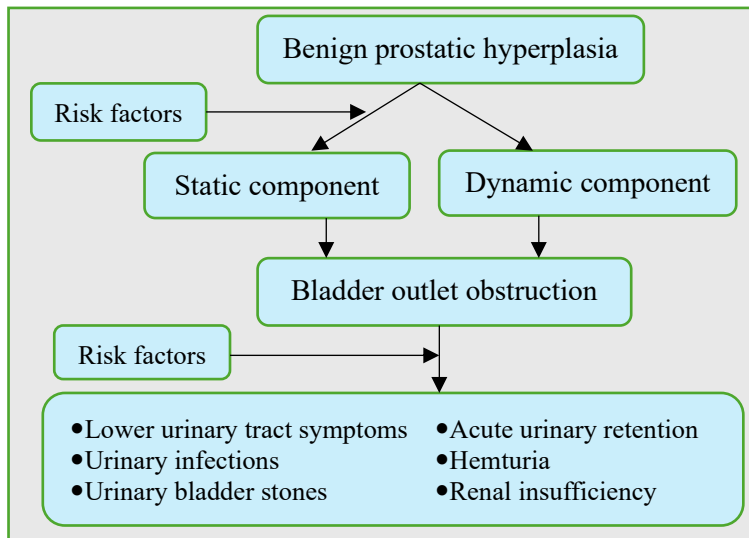 Benign prostatic hyperplasia
Risk factors
Static component
Dynamic component
Bladder outlet obstruction
Risk factors
●Lower urinary tract symptoms
●Urinary infections
●Urinary bladder stones
●Acute urinary retention
●Hemturia
●Renal insufficiency